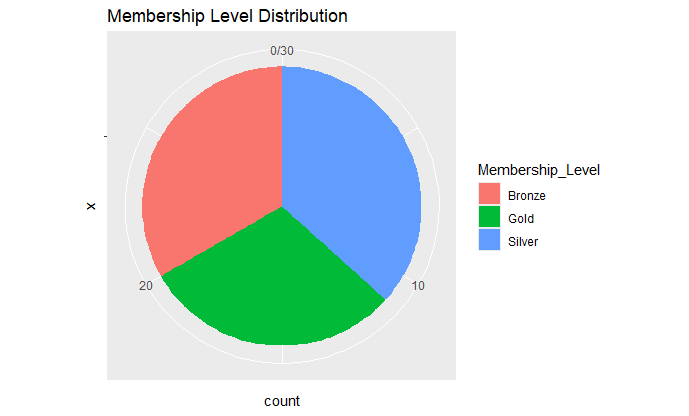 Membership Level Distribution
0/30
20
10
x
count
Membership_Level
Bronze
Gold
Silver